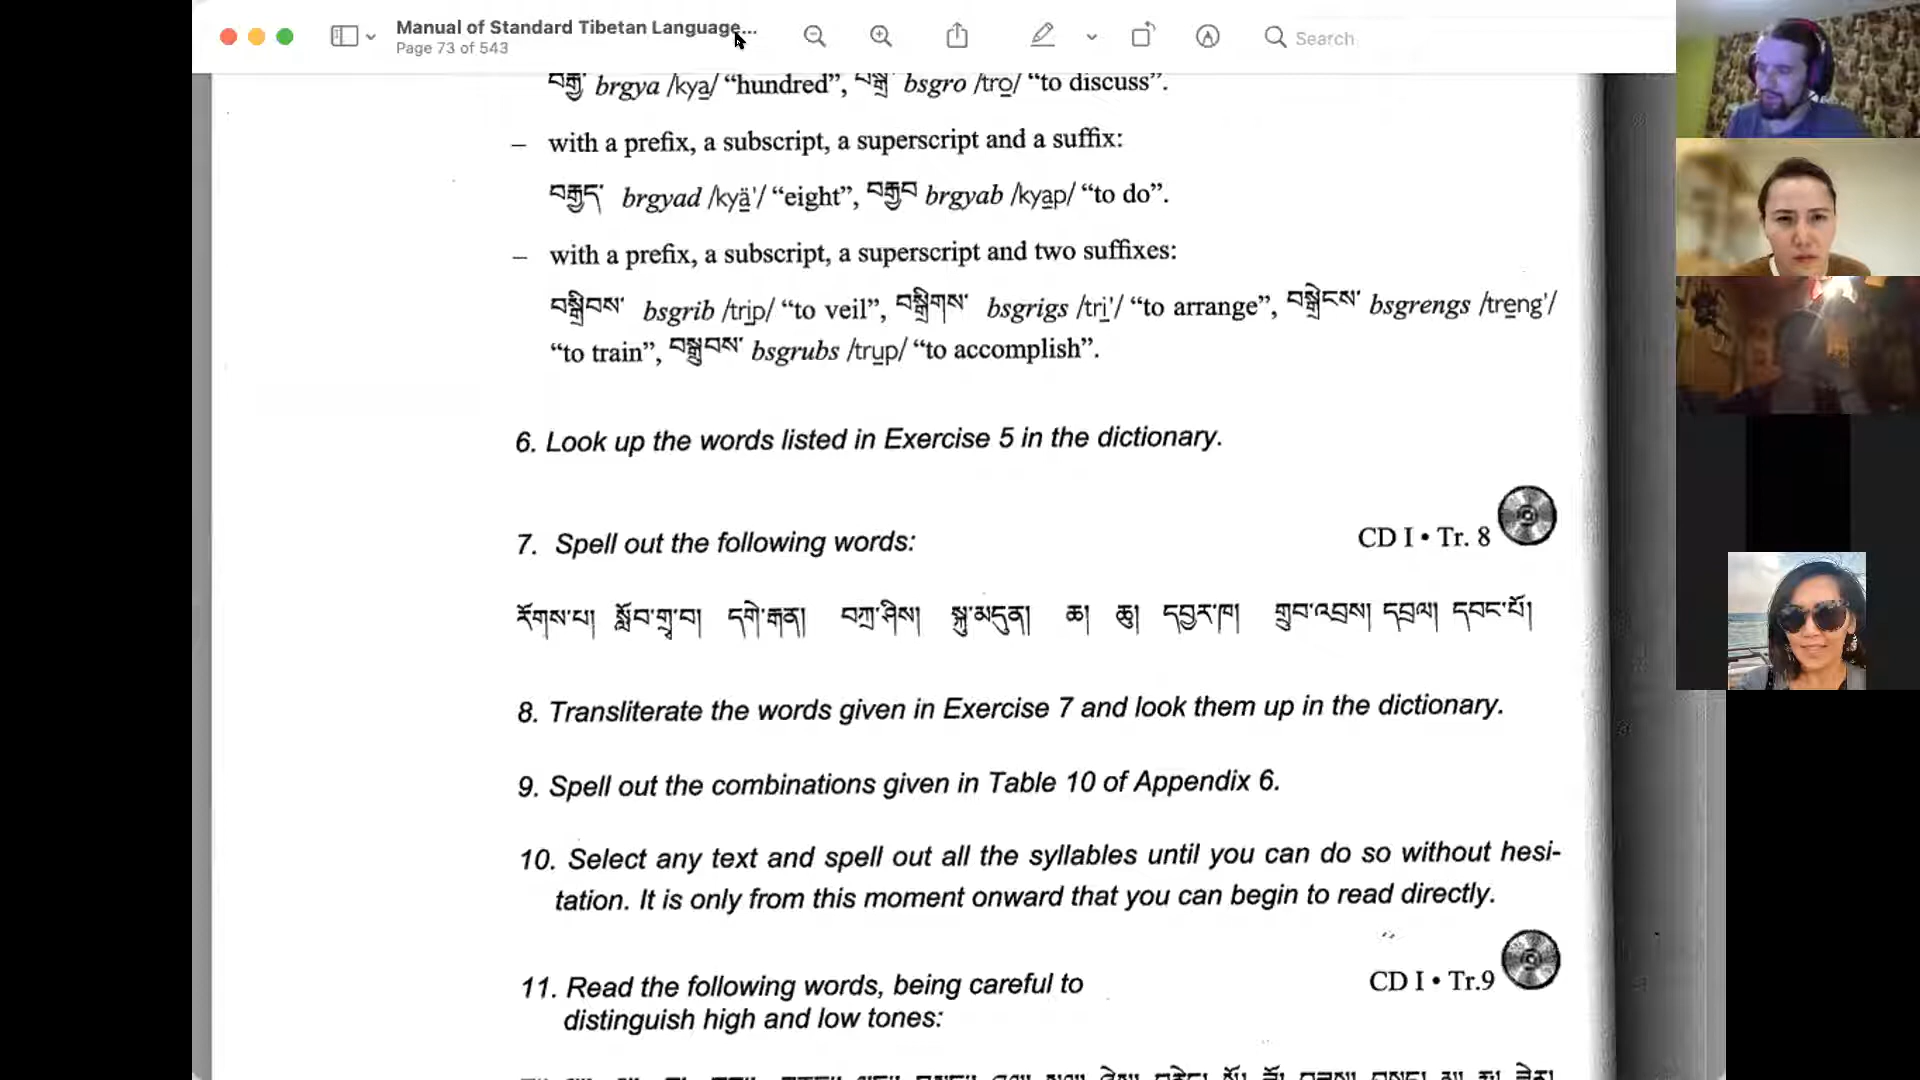 Manual of Standard Tibetan Language...
Page 73 of 543
Search
བརྒྱ་ brgya /kya̱/ “hundred”, བསྒྲོ་ bsgro /tro̱/ “to discuss”.
– with a prefix, a subscript, a superscript and a suffix:
བརྒྱད་ brgyad /kyä̱'/ “eight”, བརྒྱབ brgyab /kya̱p/ “to do”.
– with a prefix, a subscript, a superscript and two suffixes:
བསྒྲིབས་ bsgrib /tri̱p/ “to veil”, བསྒྲིགས་ bsgrigs /tri̱'/ “to arrange”, བསྒྲེངས་ bsgrengs /tre̱ng'/
“to train”, བསྒྲུབས་ bsgrubs /tru̱p/ “to accomplish”.
6. Look up the words listed in Exercise 5 in the dictionary.
7. Spell out the following words:
CD I • Tr. 8
རོགས་པ། སློབ་གྲྭ་བ། དགེ་རྒན། བཀྲ་ཤིས། སྐུ་མདུན། ཆ། ཆུ། དབྱར་ཁ། གྲུབ་འབྲས། དབྲལ། དབང་པོ།
8. Transliterate the words given in Exercise 7 and look them up in the dictionary.
9. Spell out the combinations given in Table 10 of Appendix 6.
10. Select any text and spell out all the syllables until you can do so without hesi-
tation. It is only from this moment onward that you can begin to read directly.
11. Read the following words, being careful to
CD I • Tr.9
distinguish high and low tones: